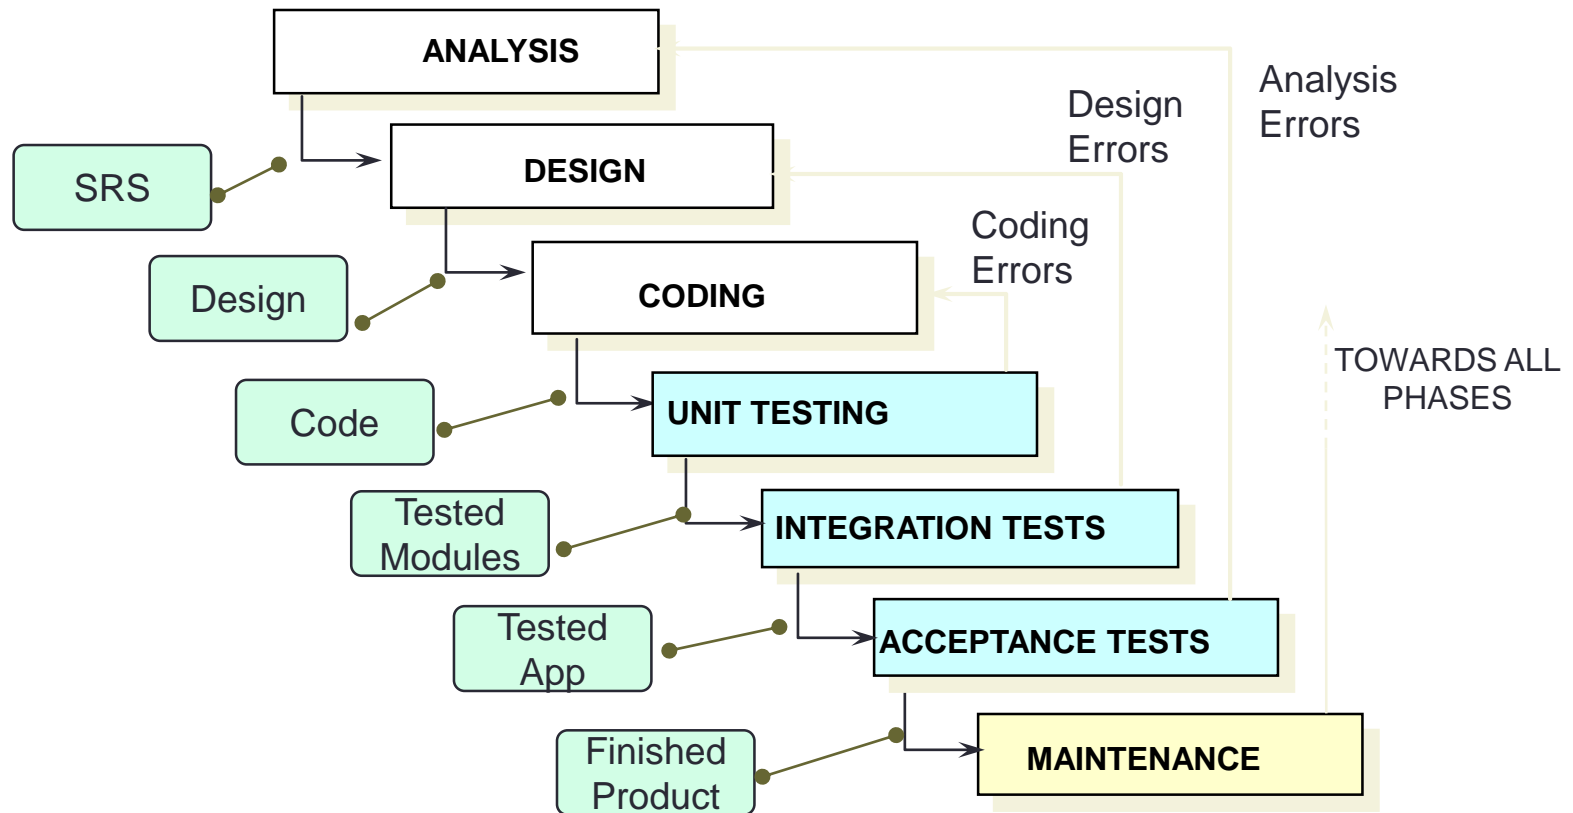 ANALYSIS
Analysis
Errors
Design
Errors
SRS
DESIGN
Coding
Errors
Design
CODING
TOWARDS ALL
PHASES
Code
UNIT TESTING
Tested
Modules
INTEGRATION TESTS
Tested
App
ACCEPTANCE TESTS
Finished
Product
MAINTENANCE